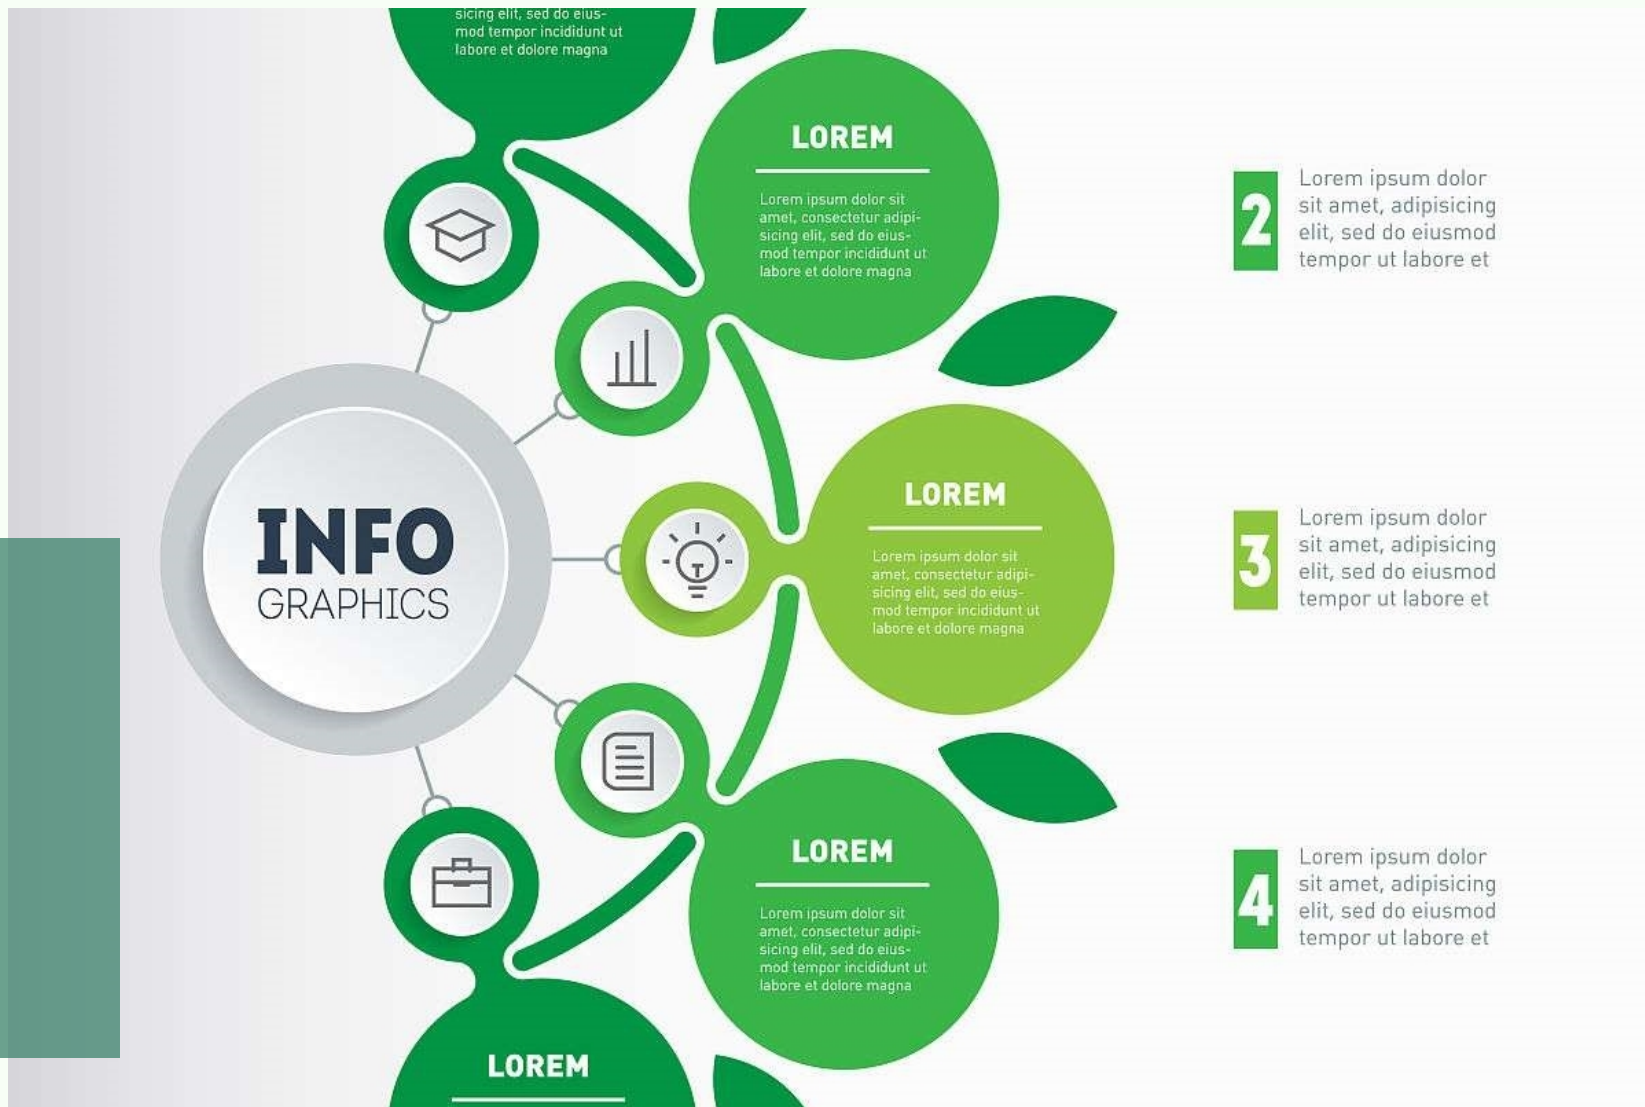 sicing elit, sed do eius-
mod tempor incididunt ut
labore et dolore magna
LOREM
Lorem ipsum dolor sit
amet, consectetur adipi-
sicing elit, sed do eius-
mod tempor incididunt ut
labore et dolore magna
2
Lorem ipsum dolor
sit amet, adipisicing
elit, sed do eiusmod
tempor ut labore et
INFO
GRAPHICS
LOREM
Lorem ipsum dolor sit
amet, consectetur adipi-
sicing elit, sed do eius-
mod tempor incididunt ut
labore et dolore magna
3
Lorem ipsum dolor
sit amet, adipisicing
elit, sed do eiusmod
tempor ut labore et
LOREM
Lorem ipsum dolor sit
amet, consectetur adipi-
sicing elit, sed do eius-
mod tempor incididunt ut
labore et dolore magna
4
Lorem ipsum dolor
sit amet, adipisicing
elit, sed do eiusmod
tempor ut labore et
LOREM